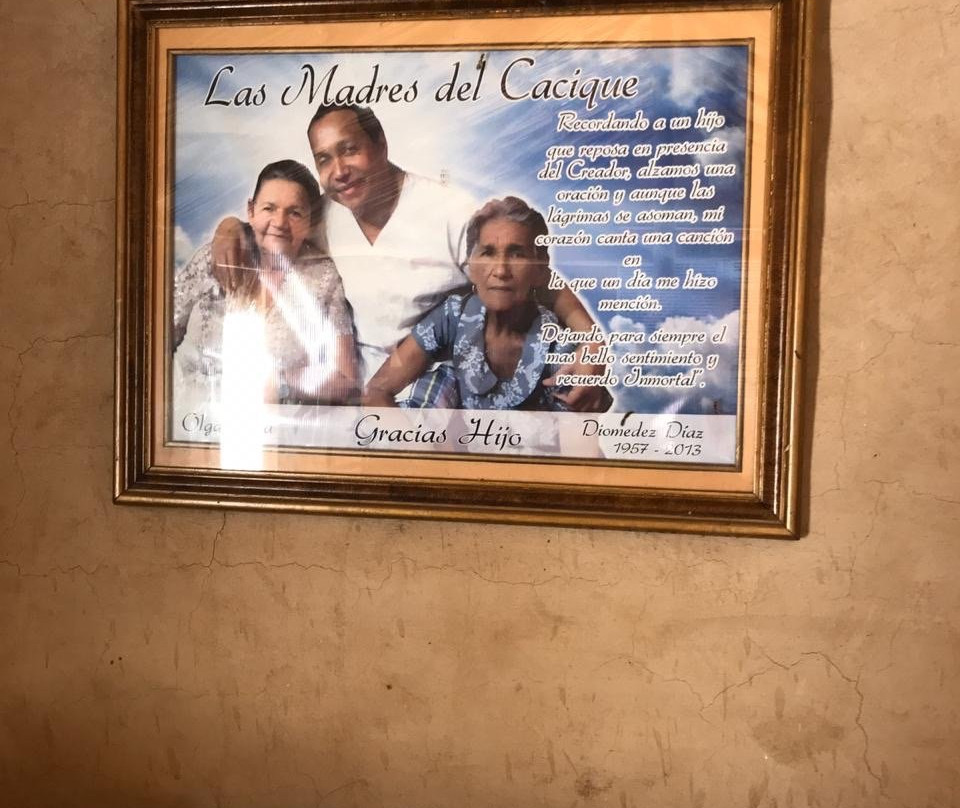 Las Madres del Cacique
Recordando a un hijo
que reposa en presencia
del Creador, alzamos una
oración y aunque las
lágrimas se asoman, mi
corazón canta una canción
en
la que un día me hizo
mención.
Dejando para siempre el
mas bello sentimiento y
recuerdo Inmortal".
Gracias Hijo
Diomedez Díaz
1957 - 2013